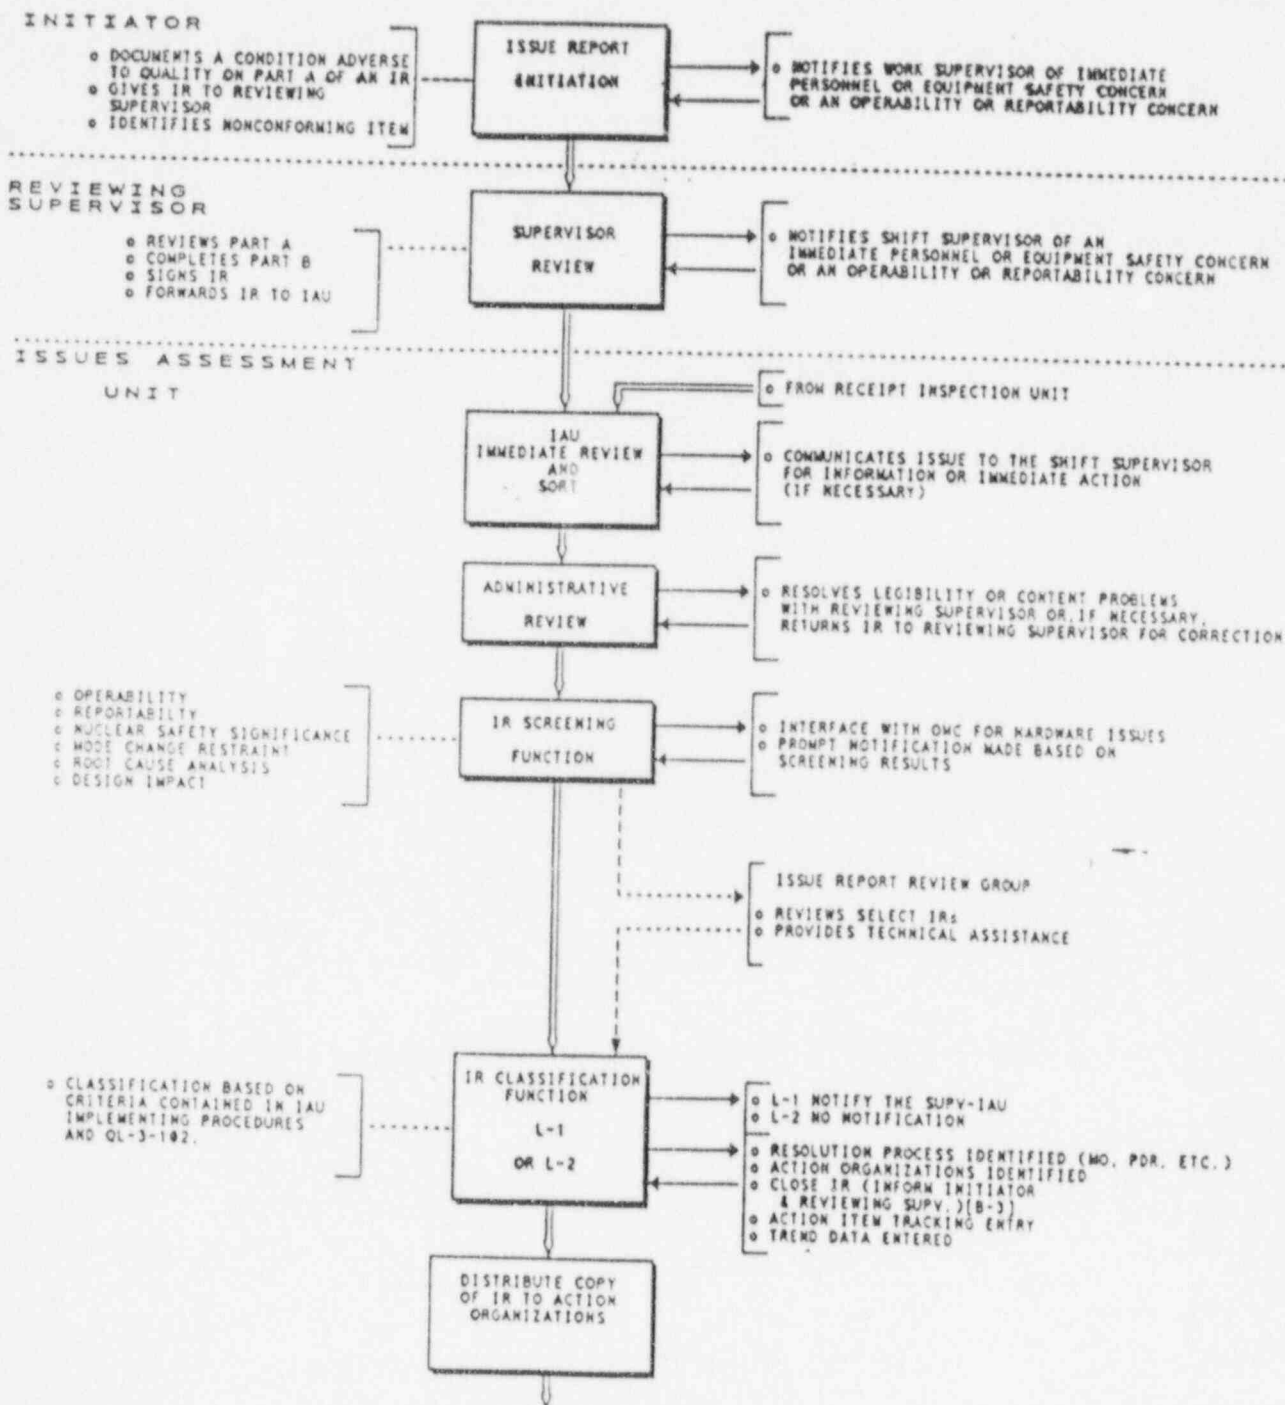 INITIATOR
o DOCUMENTS A CONDITION ADVERSE
TO QUALITY ON PART A OF AN IR
o GIVES IR TO REVIEWING
SUPERVISOR
o IDENTIFIES NONCONFORMING ITEM
ISSUE REPORT
INITIATION
o NOTIFIES WORK SUPERVISOR OF IMMEDIATE
PERSONNEL OR EQUIPMENT SAFETY CONCERN
OR AN OPERABILITY OR REPORTABILITY CONCERN
REVIEWING
SUPERVISOR
o REVIEWS PART A
o COMPLETES PART B
o SIGNS IR
o FORWARDS IR TO IAU
SUPERVISOR
REVIEW
o NOTIFIES SHIFT SUPERVISOR OF AN
IMMEDIATE PERSONNEL OR EQUIPMENT SAFETY CONCERN
OR AN OPERABILITY OR REPORTABILITY CONCERN
ISSUES ASSESSMENT
UNIT
o FROM RECEIPT INSPECTION UNIT
IAU
IMMEDIATE REVIEW
AND
SORT
o COMMUNICATES ISSUE TO THE SHIFT SUPERVISOR
FOR INFORMATION OR IMMEDIATE ACTION
(IF NECESSARY)
ADMINISTRATIVE
REVIEW
o RESOLVES LEGIBILITY OR CONTENT PROBLEMS
WITH REVIEWING SUPERVISOR OR, IF NECESSARY,
RETURNS IR TO REVIEWING SUPERVISOR FOR CORRECTION
o OPERABILITY
o REPORTABILTY
o NUCLEAR SAFETY SIGNIFICANCE
o MODE CHANGE RESTRAINT
o ROOT CAUSE ANALYSIS
o DESIGN IMPACT
IR SCREENING
FUNCTION
o INTERFACE WITH OMC FOR HARDWARE ISSUES
o PROMPT NOTIFICATION MADE BASED ON
SCREENING RESULTS
ISSUE REPORT REVIEW GROUP
o REVIEWS SELECT IRs
o PROVIDES TECHNICAL ASSISTANCE
o CLASSIFICATION BASED ON
CRITERIA CONTAINED IN IAU
IMPLEMENTING PROCEDURES
AND QL-3-102.
IR CLASSIFICATION
FUNCTION
L-1
OR L-2
o L-1 NOTIFY THE SUPV-IAU
o L-2 NO NOTIFICATION
o RESOLUTION PROCESS IDENTIFIED (MO, PDR, ETC.)
o ACTION ORGANIZATIONS IDENTIFIED
o CLOSE IR (INFORM INITIATOR
& REVIEWING SUPV.)[B-3]
o ACTION ITEM TRACKING ENTRY
o TREND DATA ENTERED
DISTRIBUTE COPY
OF IR TO ACTION
ORGANIZATIONS